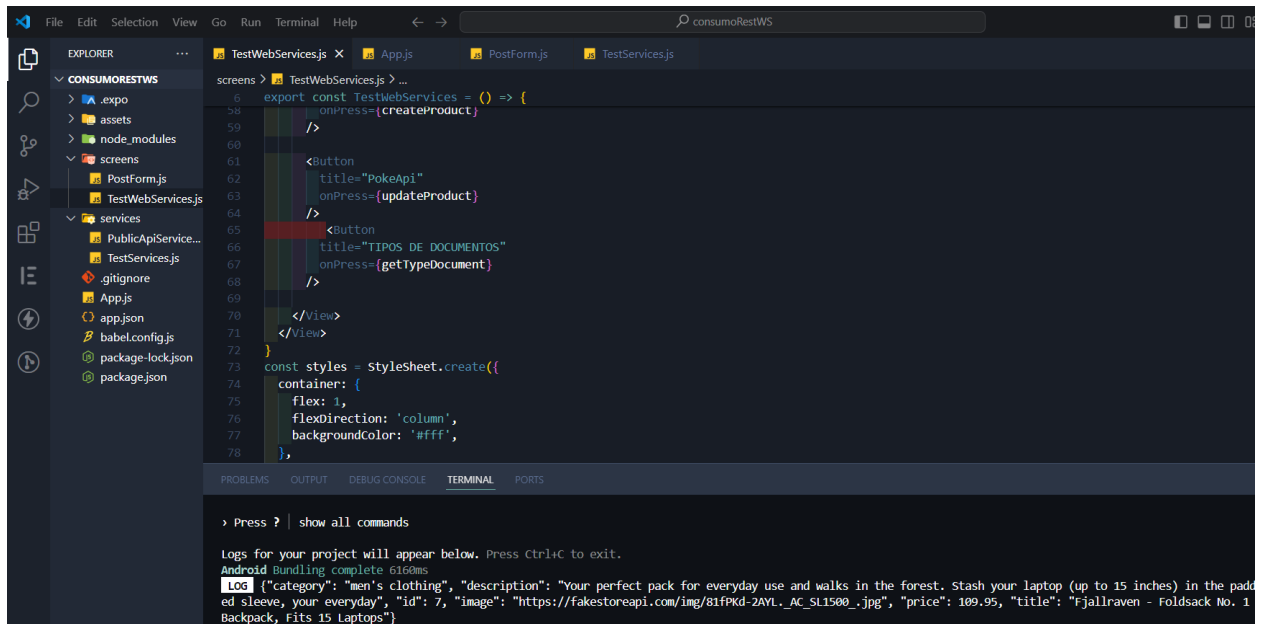 File Edit Selection View Go Run Terminal Help
consumoRestWS
EXPLORER
CONSUMORESTWS
.expo
assets
node_modules
screens
PostForm.js
TestWebServices.js
services
PublicApiService...
TestServices.js
.gitignore
App.js
app.json
babel.config.js
package-lock.json
package.json
TestWebServices.js App.js PostForm.js TestServices.js
screens > TestWebServices.js > ...
6 export const TestWebServices = () => {
58 onPress={createProduct}
59 />
60
61 <Button
62 title="PokeApi"
63 onPress={updateProduct}
64 />
65 <Button
66 title="TIPOS DE DOCUMENTOS"
67 onPress={getTypeDocument}
68 />
69
70 </View>
71 </View>
72 }
73 const styles = StyleSheet.create({
74 container: {
75 flex: 1,
76 flexDirection: 'column',
77 backgroundColor: '#fff',
78 },
PROBLEMS OUTPUT DEBUG CONSOLE TERMINAL PORTS
› Press ? │ show all commands
Logs for your project will appear below. Press Ctrl+C to exit.
Android Bundling complete 6160ms
LOG {"category": "men's clothing", "description": "Your perfect pack for everyday use and walks in the forest. Stash your laptop (up to 15 inches) in the padd
ed sleeve, your everyday", "id": 7, "image": "https://fakestoreapi.com/img/81fPKd-2AYL._AC_SL1500_.jpg", "price": 109.95, "title": "Fjallraven - Foldsack No. 1
Backpack, Fits 15 Laptops"}